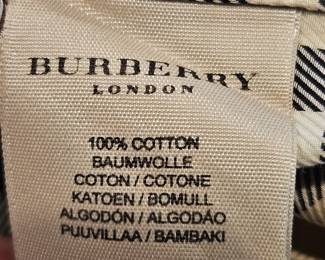 BURBERRY
LONDON
100% COTTON
BAUMWOLLE
COTON / COTONE
KATOEN / BOMULL
ALGODÓN / ALGODÃO
PUUVILLAA / BAMBAKI